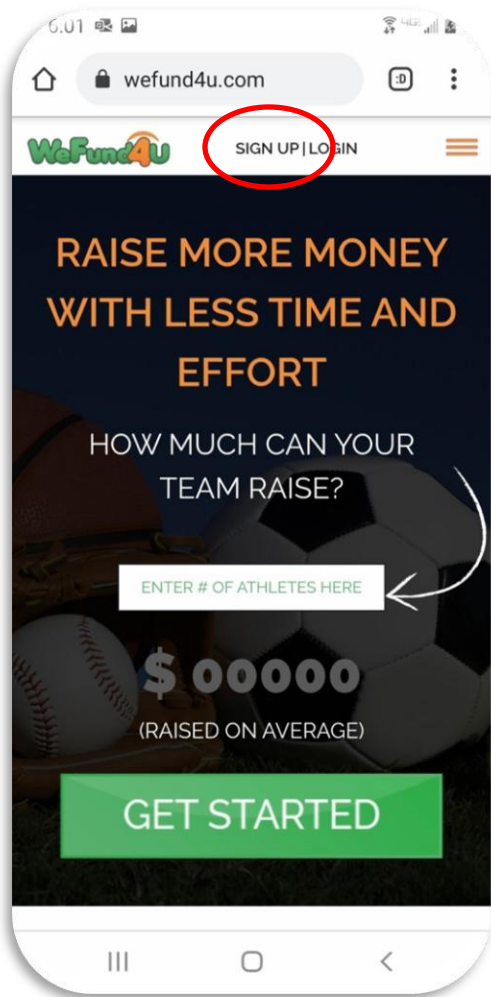 6:01
4G
wefund4u.com
:D
WeFund4U
SIGN UP | LOGIN
RAISE MORE MONEY
WITH LESS TIME AND
EFFORT
HOW MUCH CAN YOUR
TEAM RAISE?
ENTER # OF ATHLETES HERE
$ 00000
(RAISED ON AVERAGE)
GET STARTED